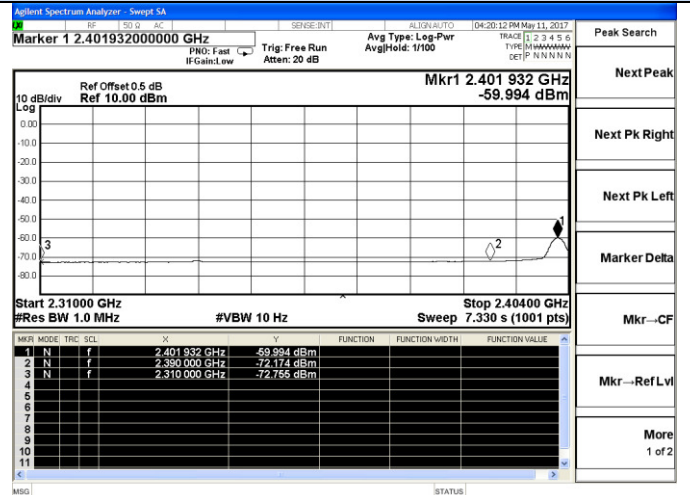 Agilent Spectrum Analyzer - Swept SA
RF 50 Ω AC SENSE:INT ALIGN AUTO 04:20:12 PM May 11, 2017
Marker 1 2.401932000000 GHz
PNO: Fast
IFGain:Low
Trig: Free Run
Atten: 20 dB
Avg Type: Log-Pwr
Avg|Hold: 1/100
TRACE 1 2 3 4 5 6
TYPE M WWWWW
DET P N N N N N
Peak Search
Next Peak
Next Pk Right
Next Pk Left
Marker Delta
Mkr→CF
Mkr→Ref Lvl
More
1 of 2
Ref Offset 0.5 dB
10 dB/div Ref 10.00 dBm
Log
Mkr1 2.401 932 GHz
-59.994 dBm
0.00
-10.0
-20.0
-30.0
-40.0
-50.0
-60.0
-70.0
-80.0
1
2
3
Start 2.31000 GHz
Stop 2.40400 GHz
#Res BW 1.0 MHz #VBW 10 Hz Sweep 7.330 s (1001 pts)
MKR MODE TRC SCL X Y FUNCTION FUNCTION WIDTH FUNCTION VALUE
1 N f 2.401 932 GHz -59.994 dBm
2 N f 2.390 000 GHz -72.174 dBm
3 N f 2.310 000 GHz -72.755 dBm
4
5
6
7
8
9
10
11
MSG STATUS